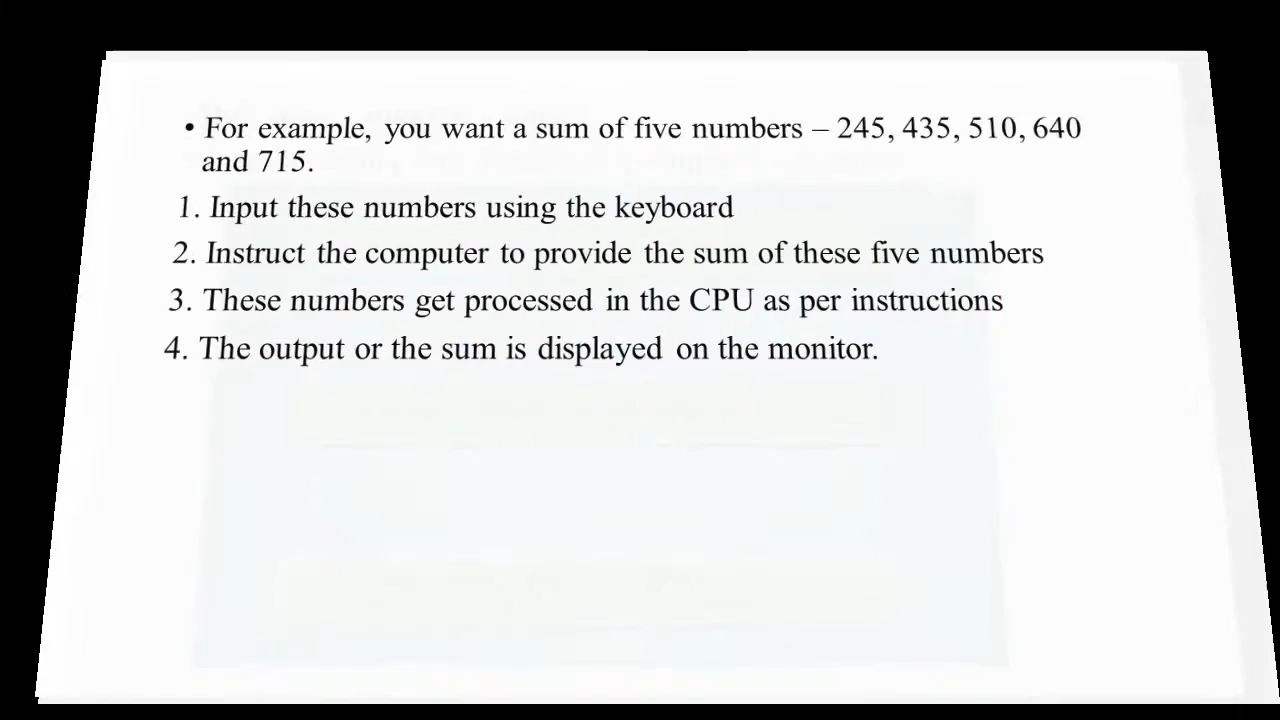 • For example, you want a sum of five numbers – 245, 435, 510, 640
and 715.
1. Input these numbers using the keyboard
2. Instruct the computer to provide the sum of these five numbers
3. These numbers get processed in the CPU as per instructions
4. The output or the sum is displayed on the monitor.